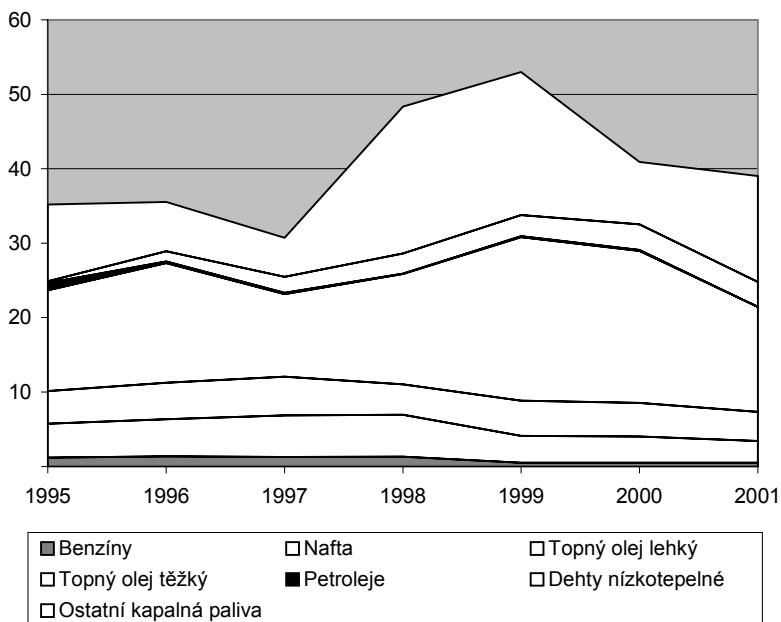 60
50
40
30
20
10
1995 1996 1997 1998 1999 2000 2001
Benzíny Nafta Topný olej lehký
Topný olej těžký Petroleje Dehty nízkotepelné
Ostatní kapalná paliva